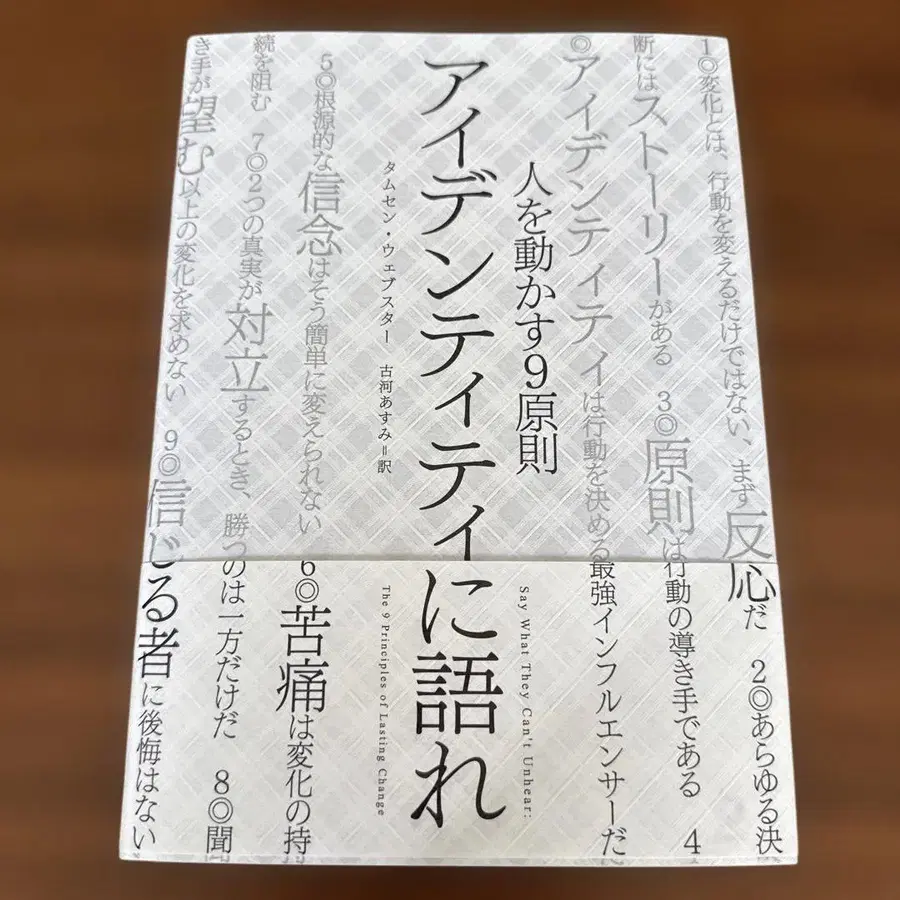 1◎変化とは、行動を変えるだけではない、まず反応だ 2◎あらゆる決
断にはストーリーがある 3◎原則は行動の導き手である 4
◎アイデンティティは行動を決める最強インフルエンサーだ
人を動かす9原則
Say What They Can't Unhear:
アイデンティティに語れ
The 9 Principles of Lasting Change
タムセン・ウェブスター 古河あすみ=訳
5◎根源的な信念はそう簡単に変えられない 6◎苦痛は変化の持
続を阻む 7◎2つの真実が対立するとき、勝つのは一方だけだ 8◎聞
き手が望む以上の変化を求めない 9◎信じる者に後悔はない